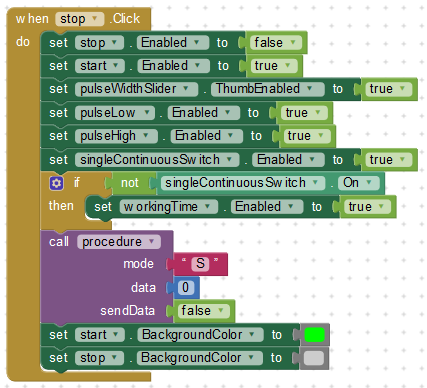 when stop .Click
do set stop . Enabled to false
set start . Enabled to true
set pulseWidthSlider . ThumbEnabled to true
set pulseLow . Enabled to true
set pulseHigh . Enabled to true
set singleContinuousSwitch . Enabled to true
if not singleContinuousSwitch . On
then set workingTime . Enabled to true
call procedure
mode “ S ”
data 0
sendData false
set start . BackgroundColor to
set stop . BackgroundColor to